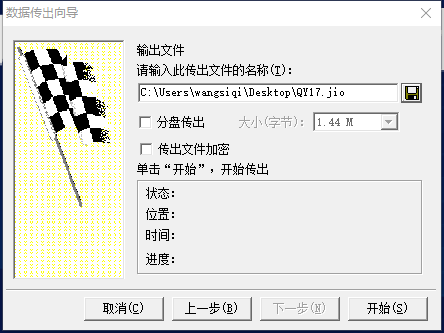 数据传出向导
输出文件
请输入此传出文件的名称(T):
C:\Users\wangsiqi\Desktop\QY17.jio
分盘传出 大小(字节): 1.44 M
传出文件加密
单击“开始”，开始传出
状态:
位置:
时间:
进度:
取消(C) 上一步(B) 下一步(N) 开始(S)